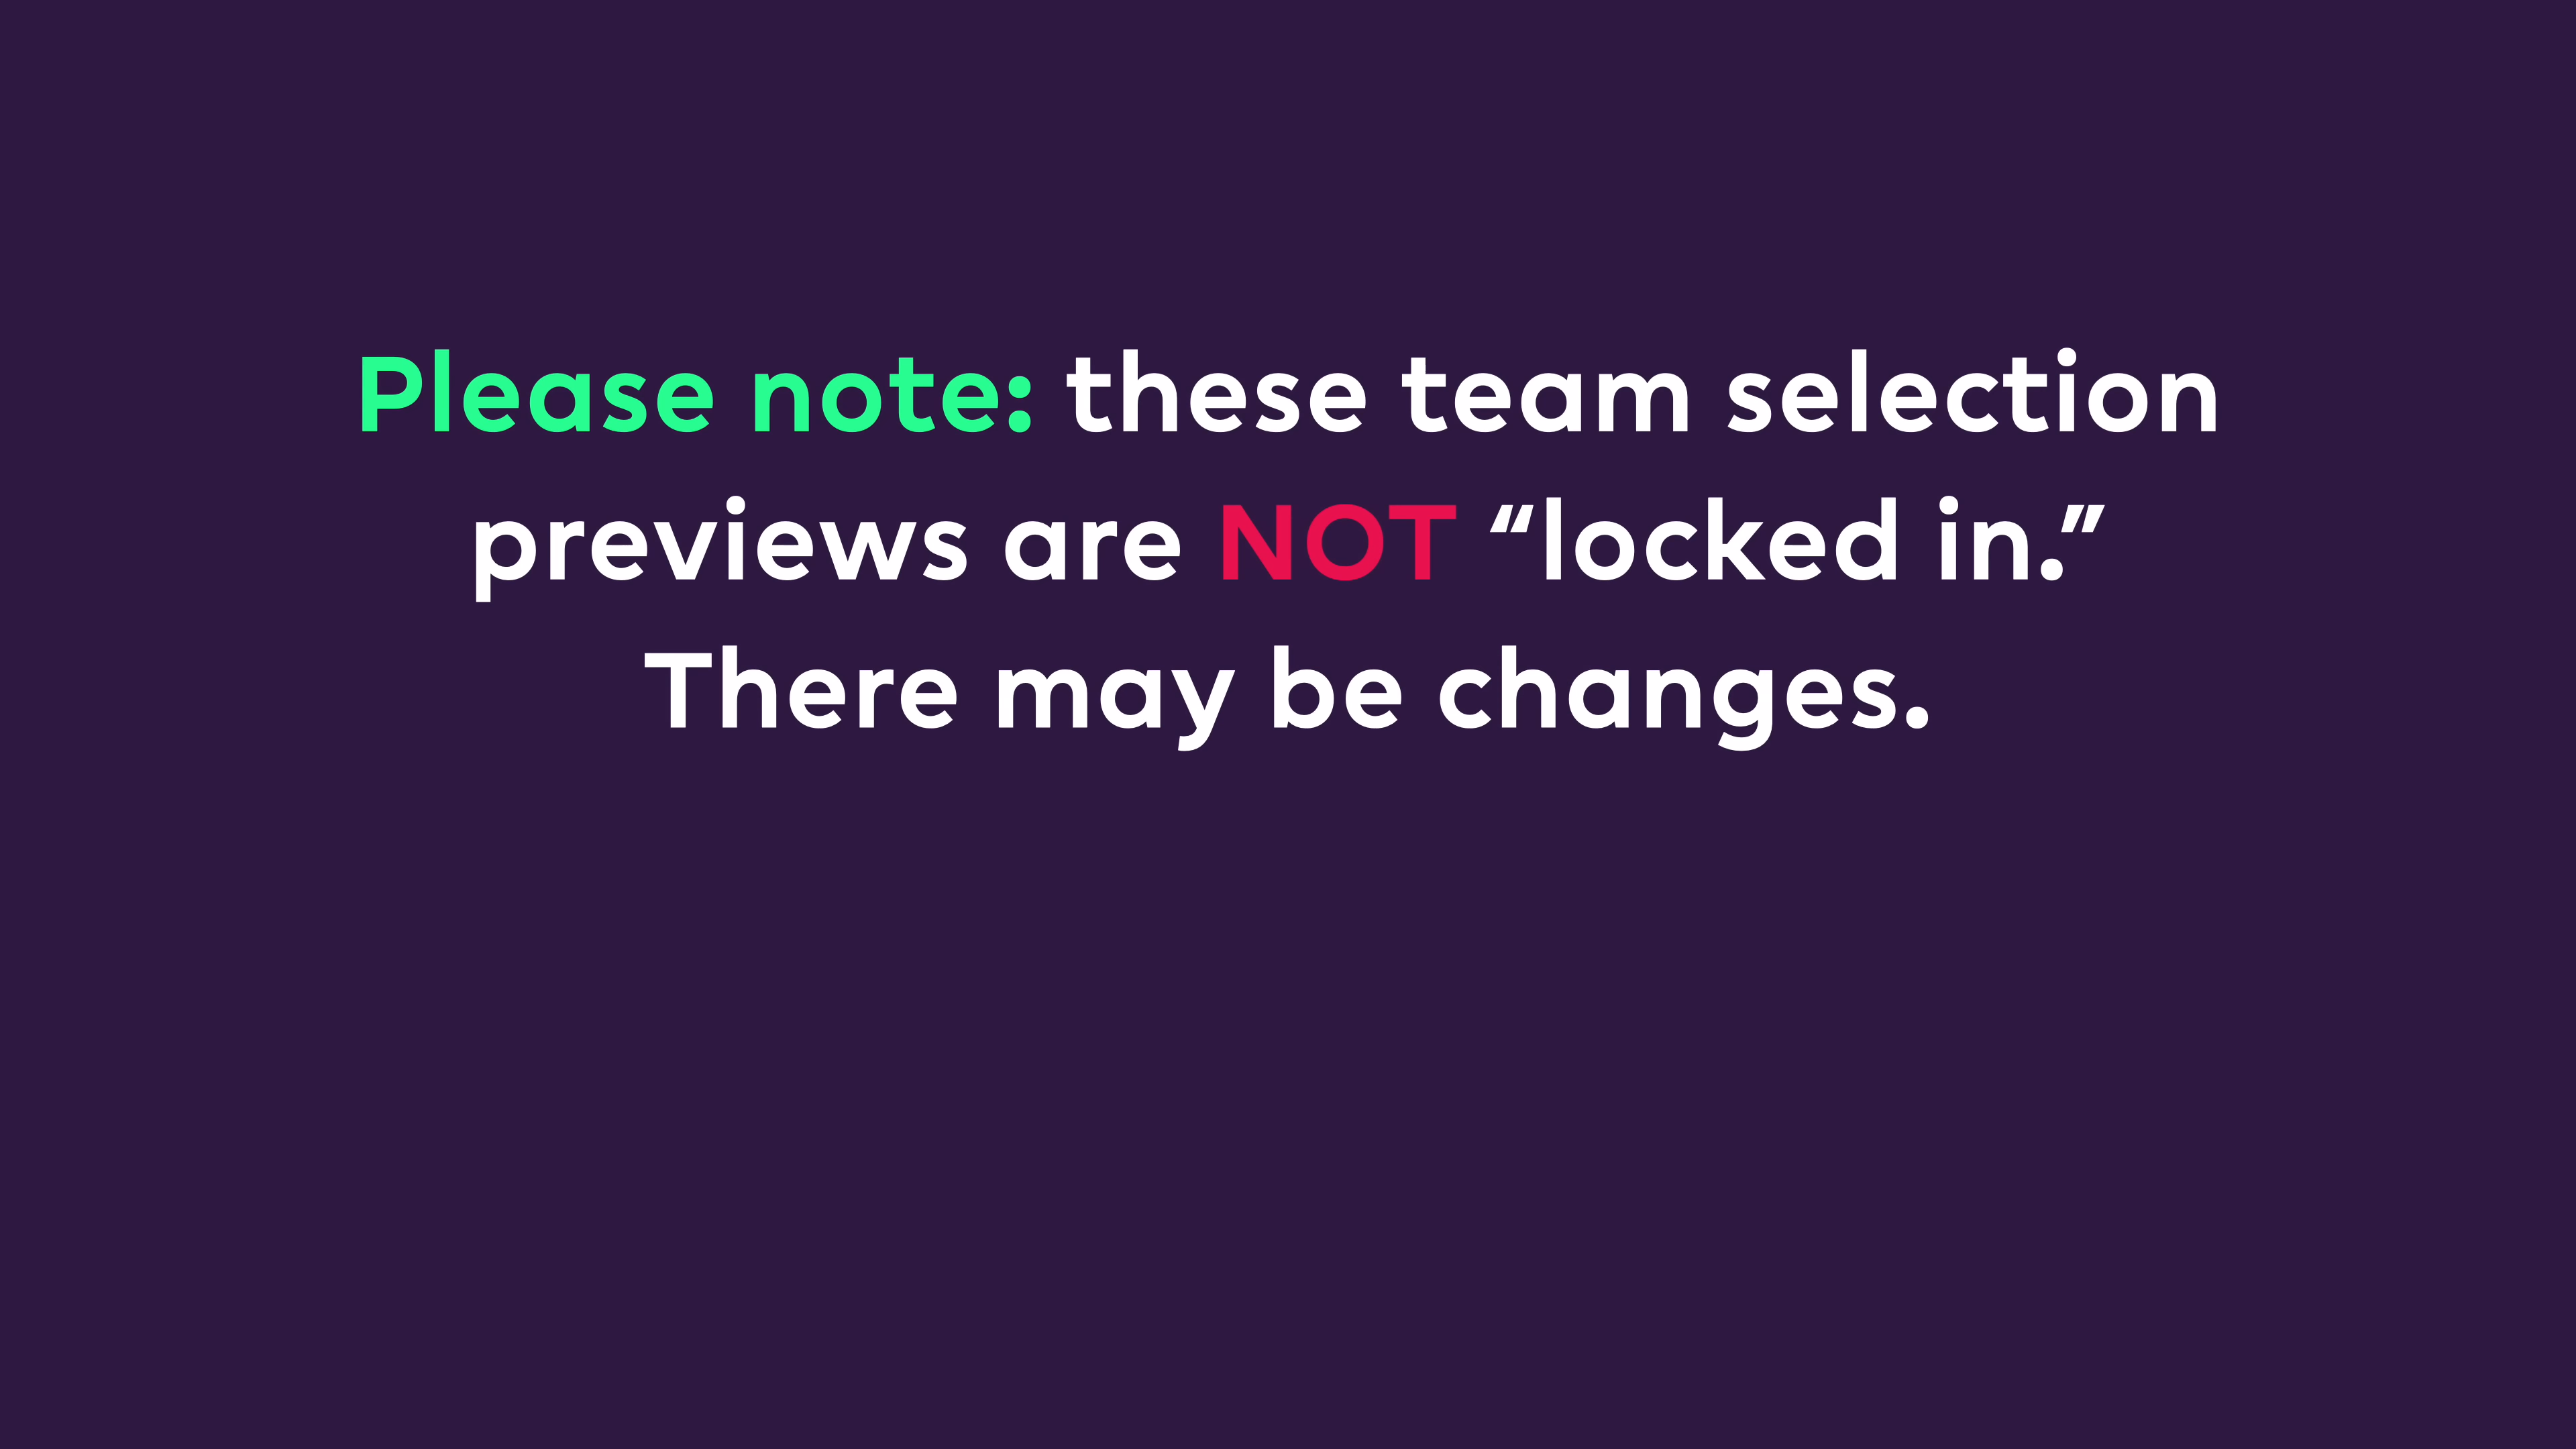 Please note: these team selection
previews are NOT “locked in.”
There may be changes.